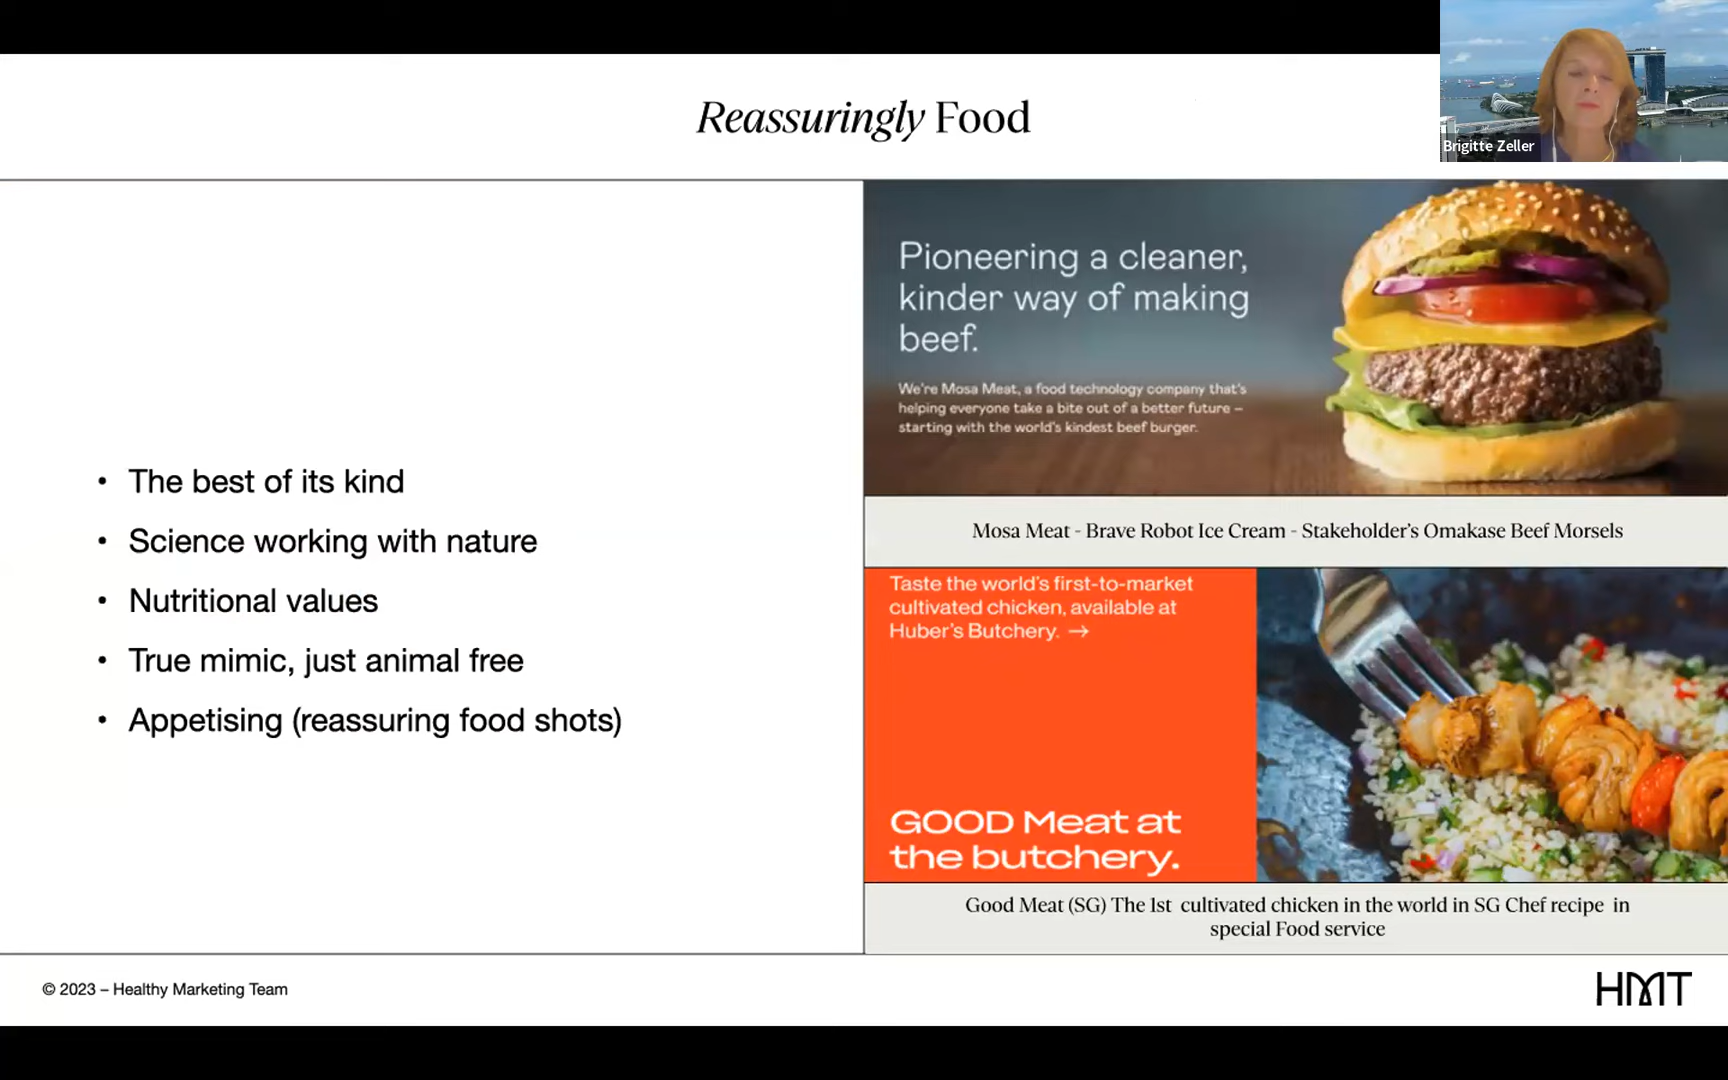 Reassuringly Food
Brigitte Zeller
• The best of its kind
• Science working with nature
• Nutritional values
• True mimic, just animal free
• Appetising (reassuring food shots)
Pioneering a cleaner,
kinder way of making
beef.
We're Mosa Meat, a food technology company that's
helping everyone take a bite out of a better future –
starting with the world's kindest beef burger.
Mosa Meat - Brave Robot Ice Cream - Stakeholder's Omakase Beef Morsels
Taste the world's first-to-market
cultivated chicken, available at
Huber's Butchery. →
GOOD Meat at
the butchery.
Good Meat (SG) The 1st cultivated chicken in the world in SG Chef recipe in
special Food service
© 2023 – Healthy Marketing Team
HMT